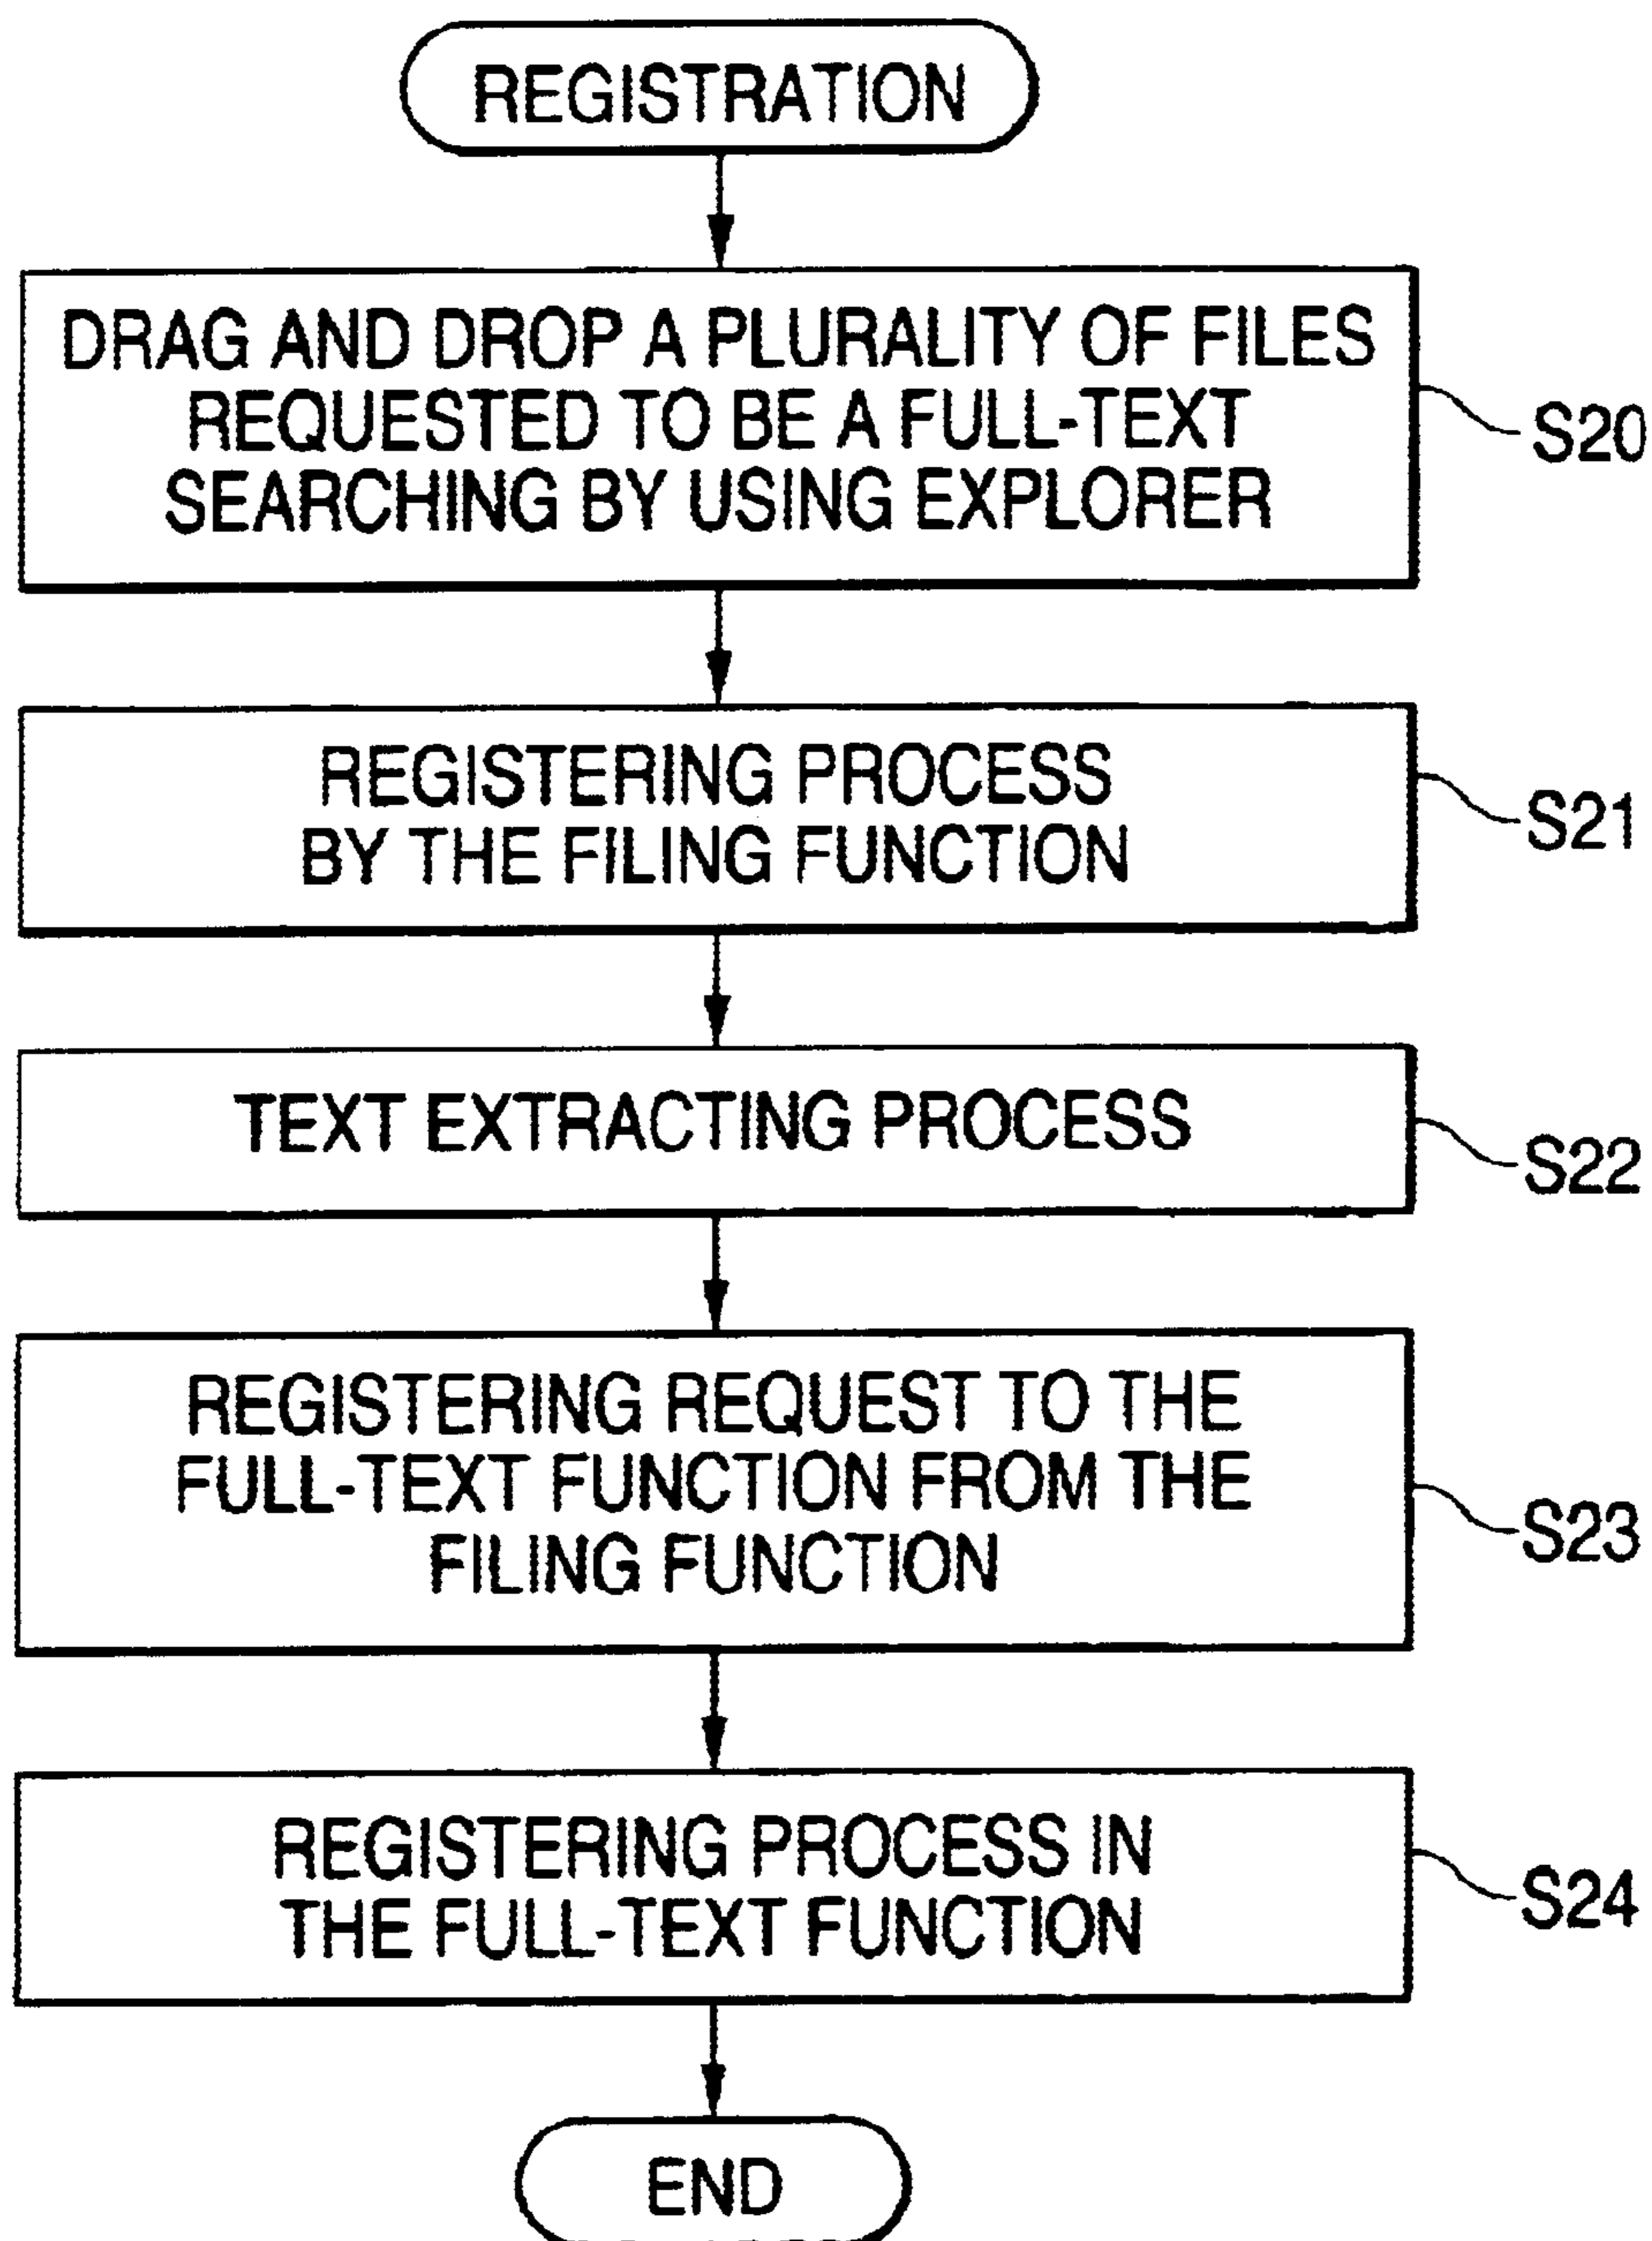 REGISTRATION
DRAG AND DROP A PLURALITY OF FILES
REQUESTED TO BE A FULL-TEXT
SEARCHING BY USING EXPLORER
S20
REGISTERING PROCESS
BY THE FILING FUNCTION
S21
TEXT EXTRACTING PROCESS
S22
REGISTERING REQUEST TO THE
FULL-TEXT FUNCTION FROM THE
FILING FUNCTION
S23
REGISTERING PROCESS IN
THE FULL-TEXT FUNCTION
S24
END